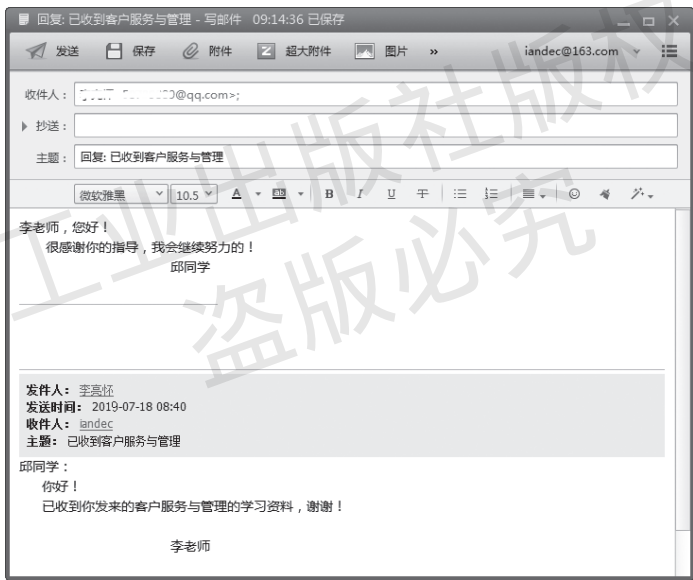 回复: 已收到客户服务与管理 - 写邮件 09:14:36 已保存
发送 保存 附件 超大附件 图片 » iandec@163.com
收件人: @qq.com>;
抄送:
主题: 回复: 已收到客户服务与管理
微软雅黑 10.5 A B I U
李老师，您好！
很感谢你的指导，我会继续努力的！
邱同学
发件人: 李亮怀
发送时间: 2019-07-18 08:40
收件人: iandec
主题: 已收到客户服务与管理
邱同学：
你好！
已收到你发来的客户服务与管理的学习资料，谢谢！
李老师
工业出版社版权
盗版必究